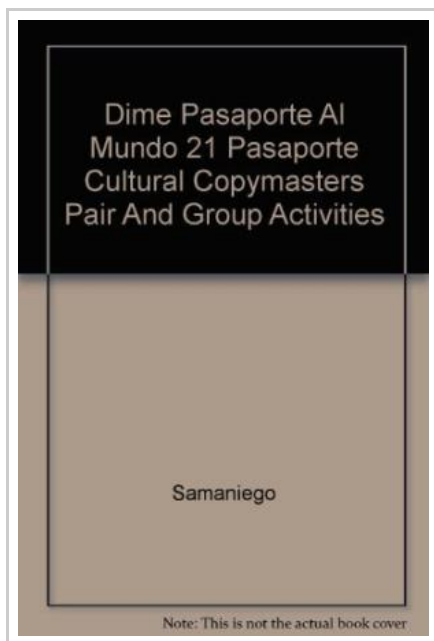 Dime Pasaporte Al
Mundo 21 Pasaporte
Cultural Copymasters
Pair And Group Activities
Samaniego
Note: This is not the actual book cover